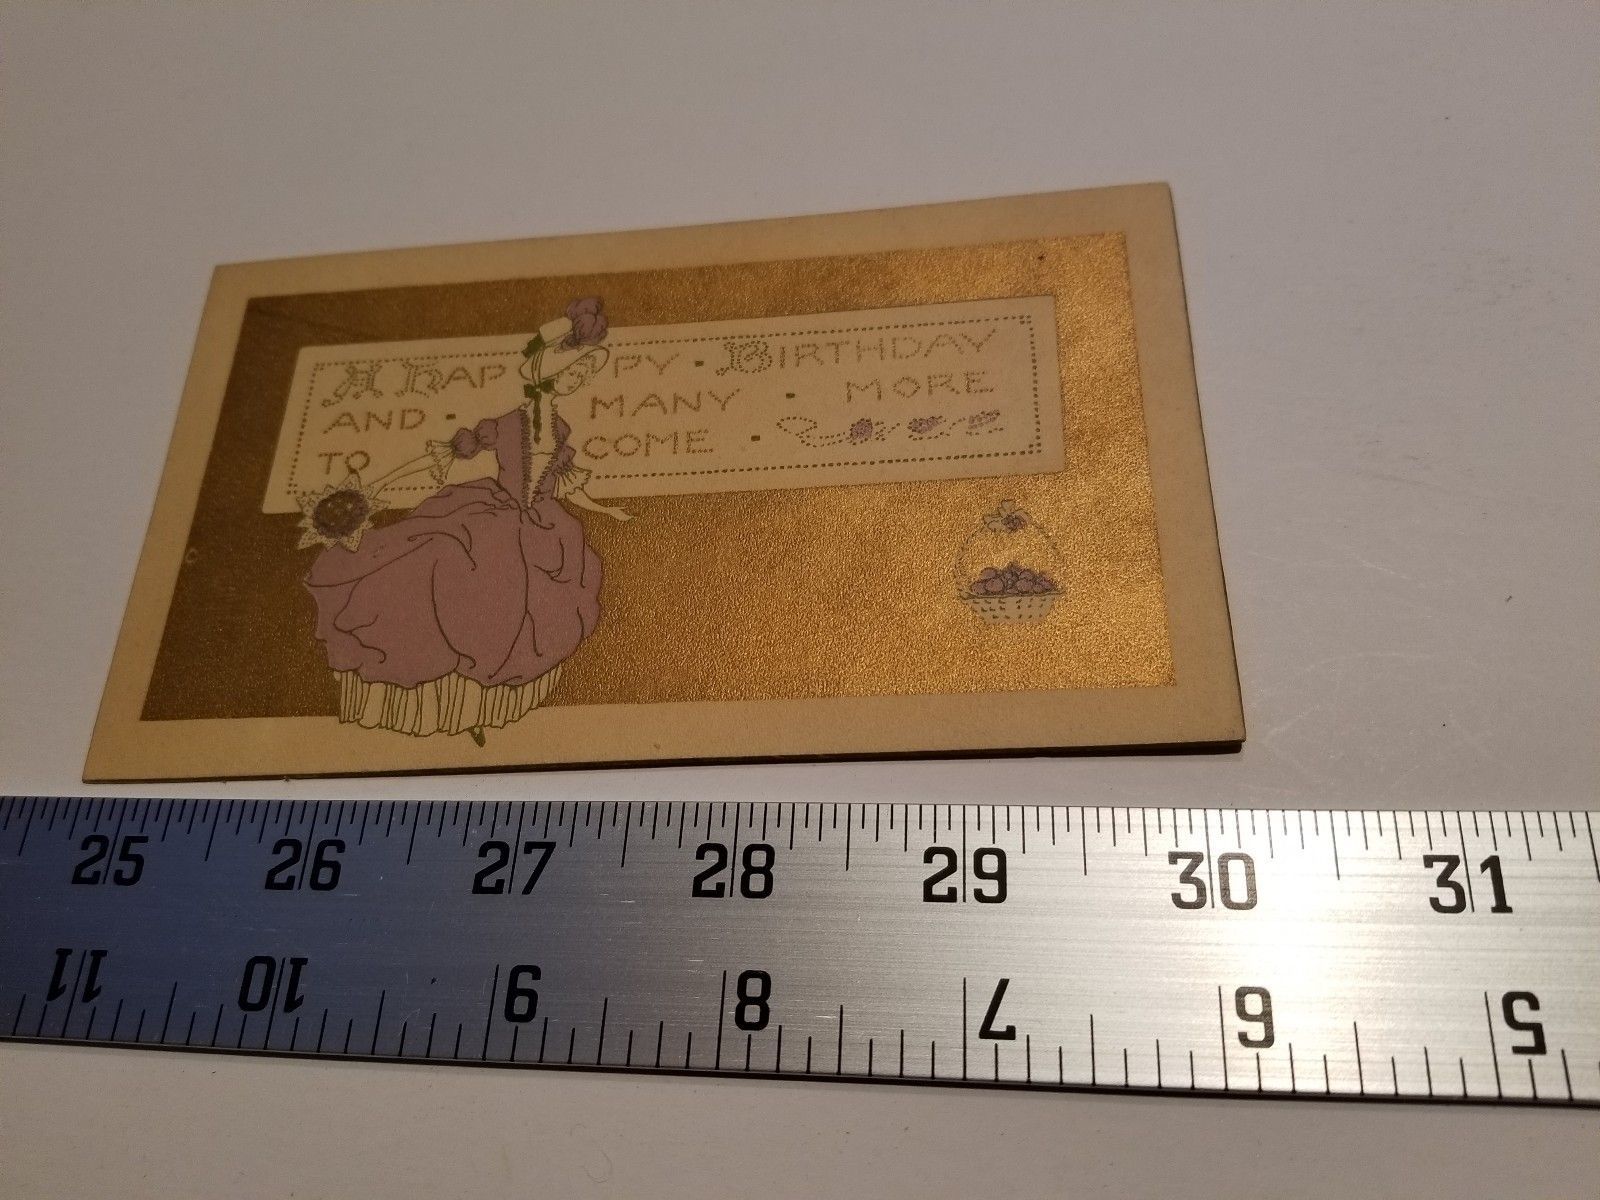 A HAPPY · BIRTHDAY
AND · MANY · MORE
TO COME ·
25 26 27 28 29 30 31
11 10 9 8 7 6 5